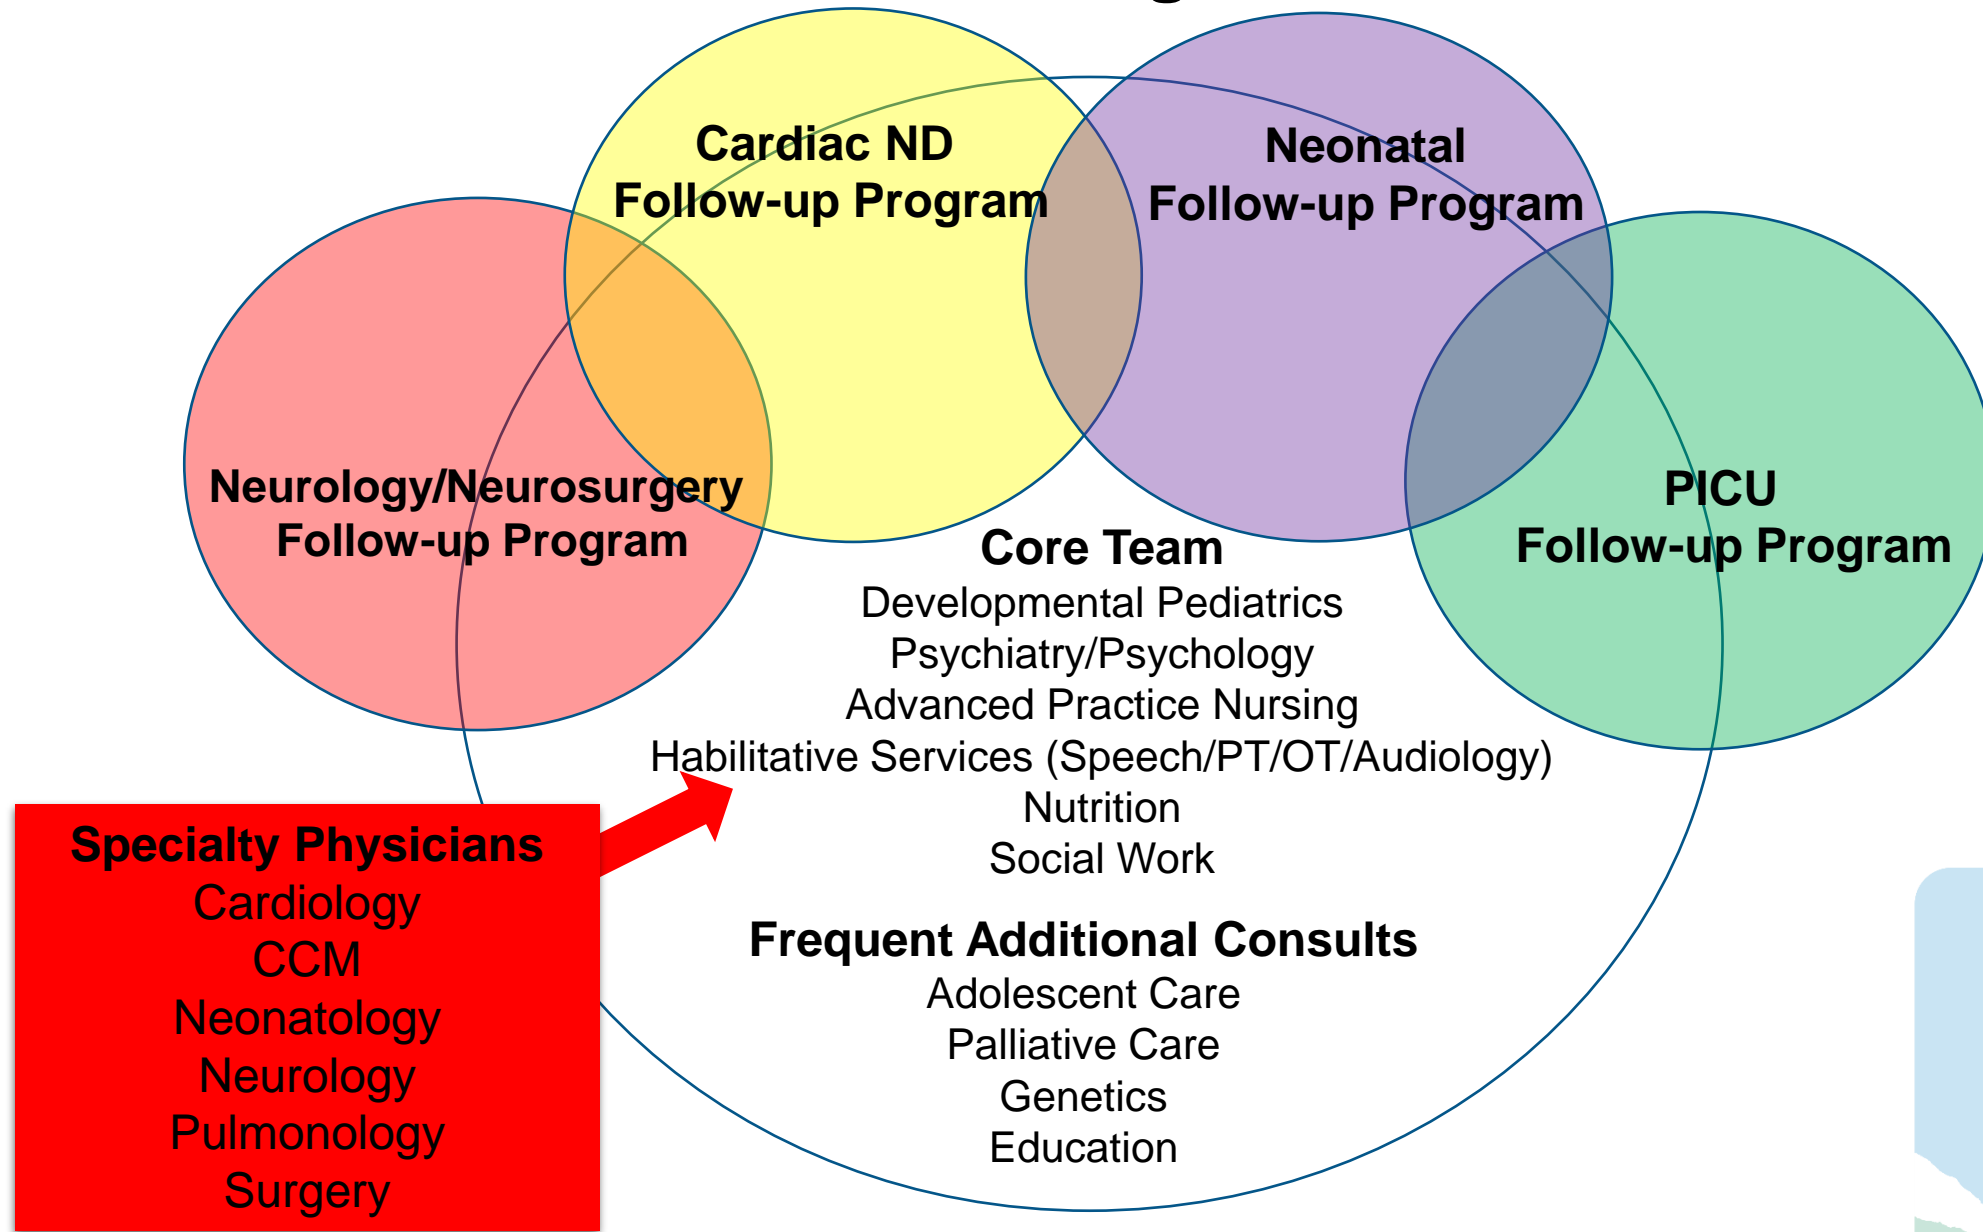 Cardiac ND
Follow-up Program
Neonatal
Follow-up Program
Neurology/Neurosurgery
Follow-up Program
PICU
Follow-up Program
Core Team
Developmental Pediatrics
Psychiatry/Psychology
Advanced Practice Nursing
Habilitative Services (Speech/PT/OT/Audiology)
Nutrition
Social Work
Frequent Additional Consults
Adolescent Care
Palliative Care
Genetics
Education
Specialty Physicians
Cardiology
CCM
Neonatology
Neurology
Pulmonology
Surgery